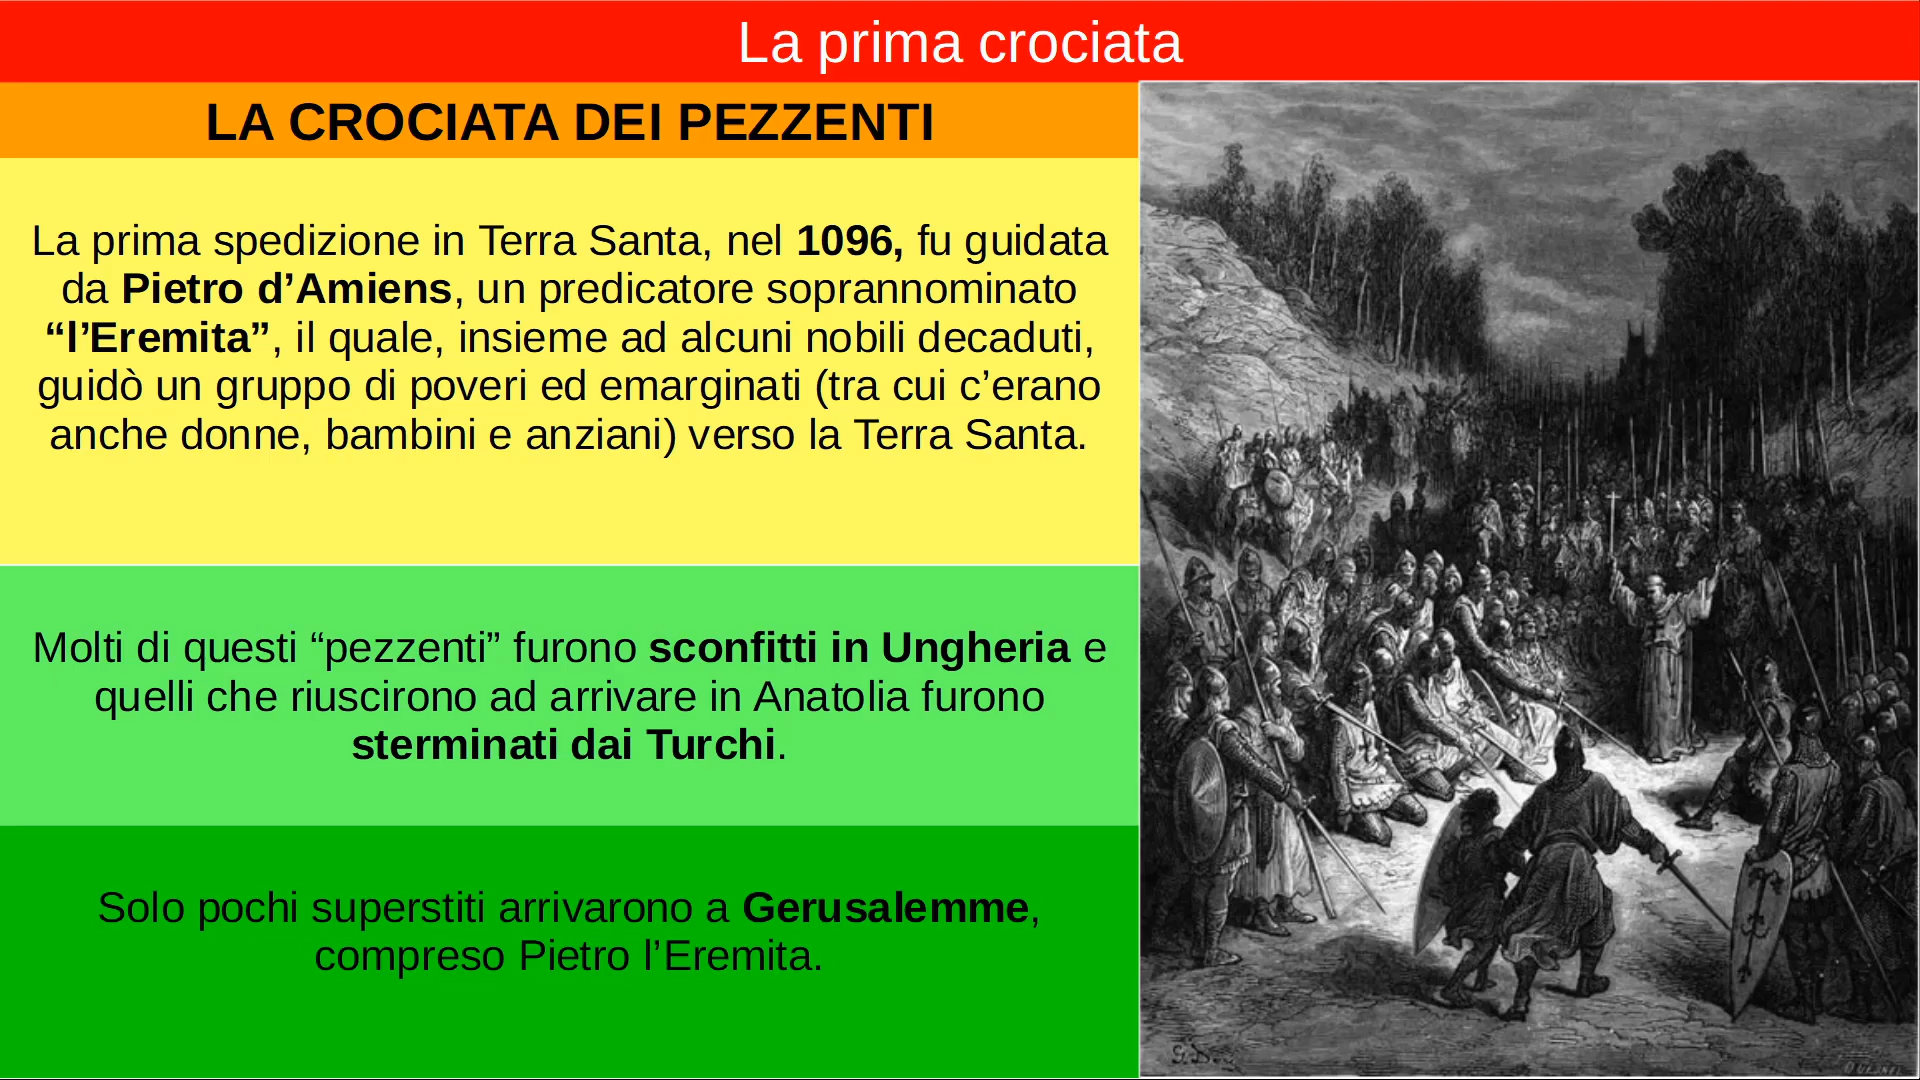 La prima crociata
LA CROCIATA DEI PEZZENTI
La prima spedizione in Terra Santa, nel 1096, fu guidata
da Pietro d’Amiens, un predicatore soprannominato
“l’Eremita”, il quale, insieme ad alcuni nobili decaduti,
guidò un gruppo di poveri ed emarginati (tra cui c’erano
anche donne, bambini e anziani) verso la Terra Santa.
Molti di questi “pezzenti” furono sconfitti in Ungheria e
quelli che riuscirono ad arrivare in Anatolia furono
sterminati dai Turchi.
Solo pochi superstiti arrivarono a Gerusalemme,
compreso Pietro l’Eremita.